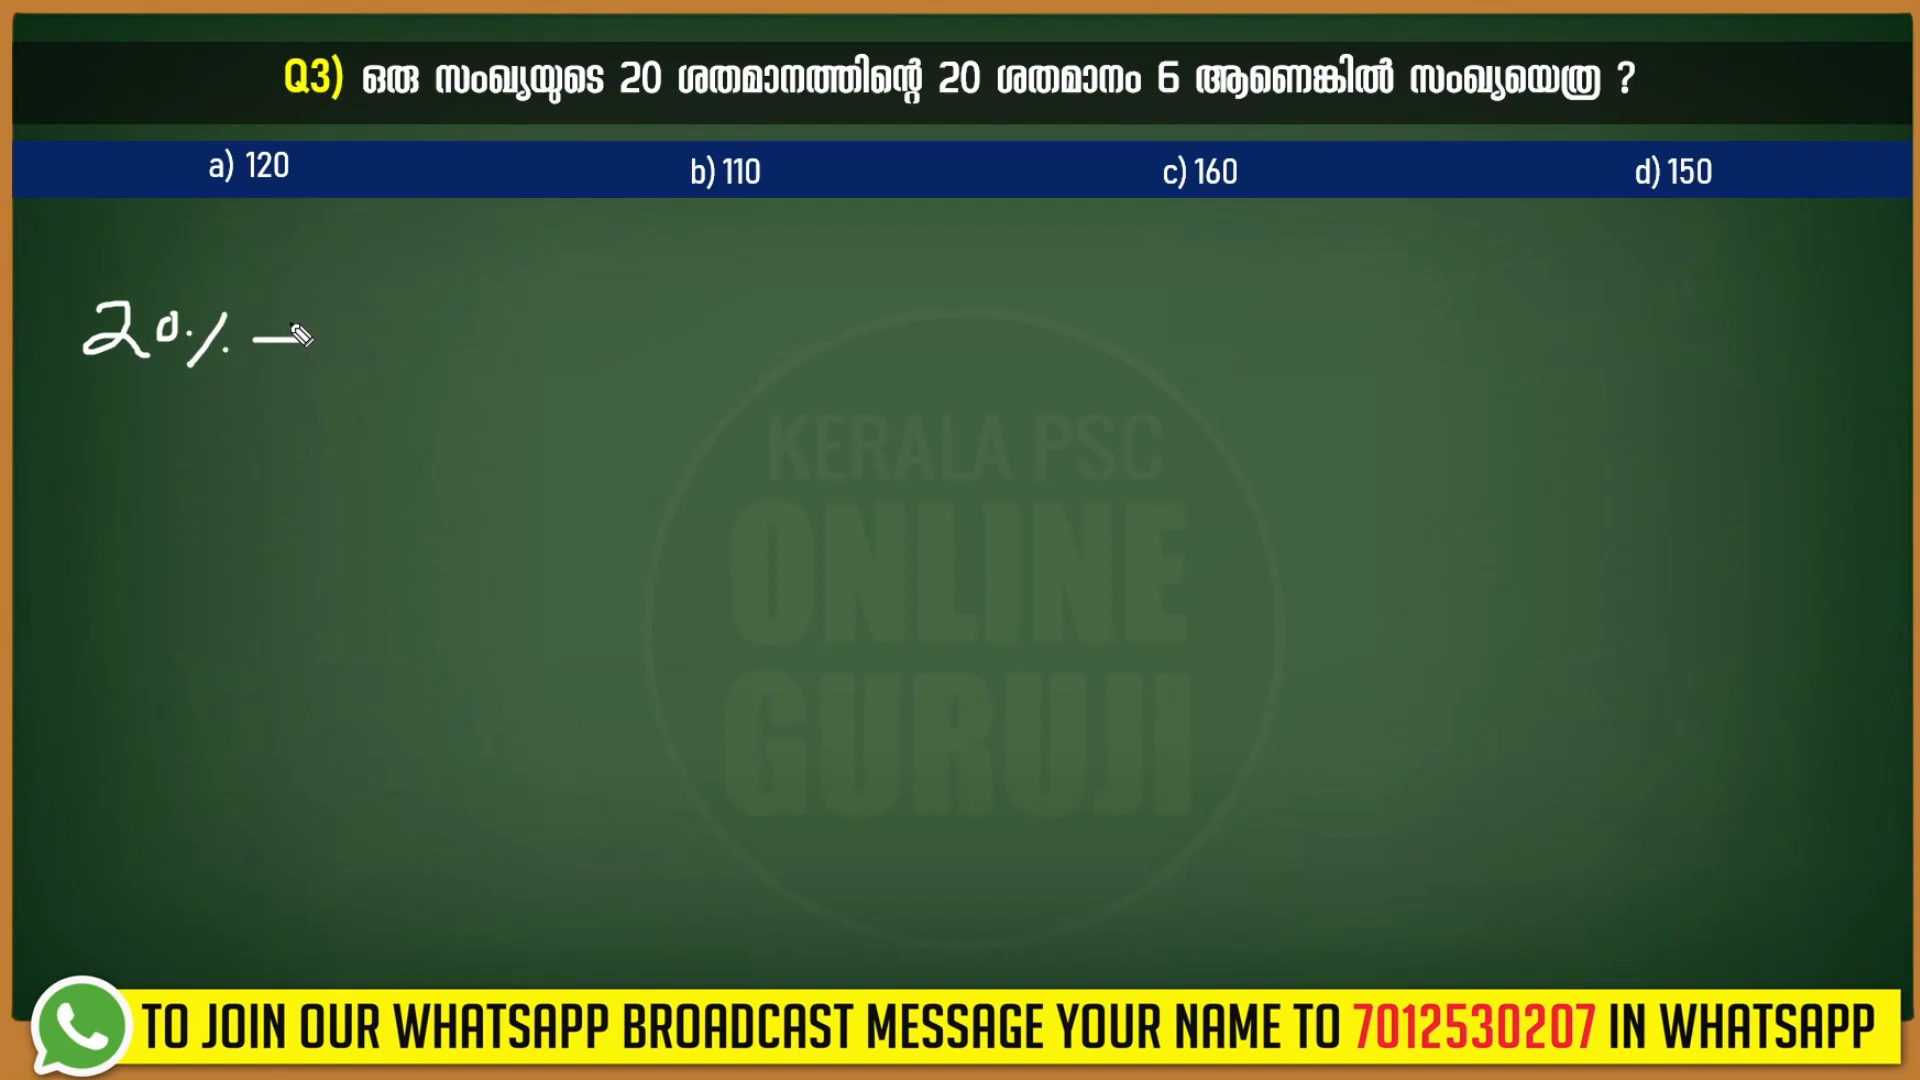 Q3) ഒരു സംഖ്യയുടെ 20 ശതമാനത്തിന്റെ 20 ശതമാനം 6 ആണെങ്കിൽ സംഖ്യയെത്ര ?
a) 120 b) 110 c) 160 d) 150
20% —
KERALA PSC
ONLINE
GURUJI
TO JOIN OUR WHATSAPP BROADCAST MESSAGE YOUR NAME TO 7012530207 IN WHATSAPP